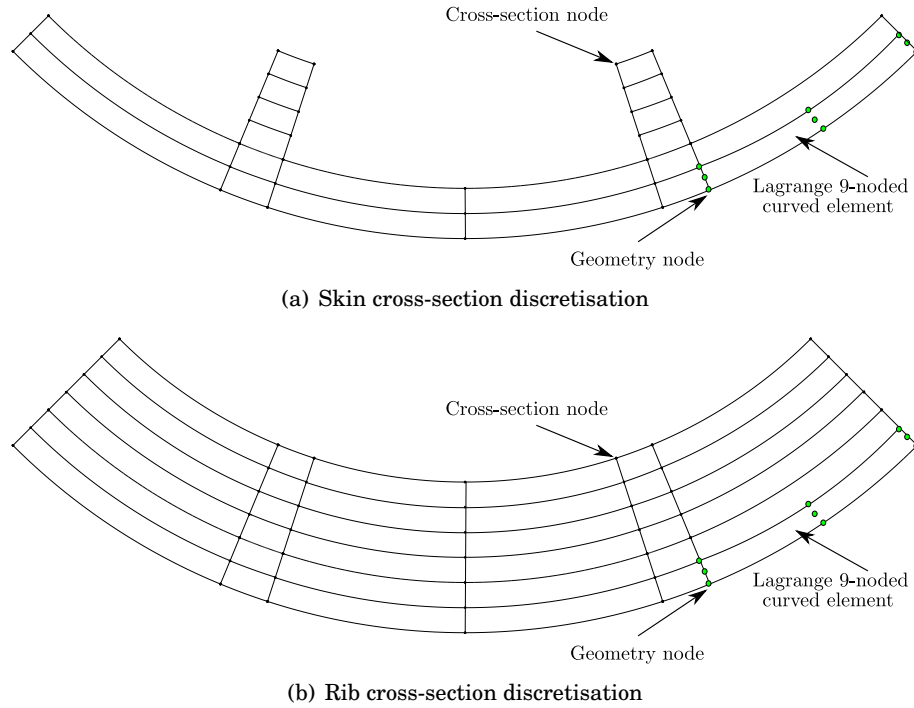 Cross-section node
Lagrange 9-noded
curved element
Geometry node
(a) Skin cross-section discretisation
Cross-section node
Lagrange 9-noded
curved element
Geometry node
(b) Rib cross-section discretisation